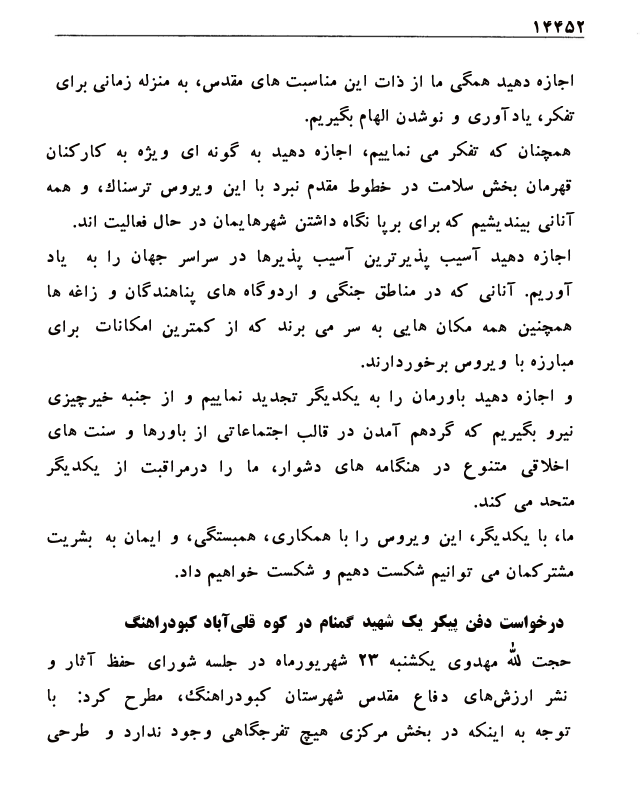 ۱۴۴۵۲
اجازه دهید همگی ما از ذات این مناسبت های مقدس، به منزله زمانی برای
تفکر، یادآوری و نوشدن الهام بگیریم.
همچنان که تفکر می نماییم، اجازه دهید به گونه ای ویژه به کارکنان
قهرمان بخش سلامت در خطوط مقدم نبرد با این ویروس ترسناك، و همه
آنانی بیندیشیم که برای برپا نگاه داشتن شهرهایمان در حال فعالیت اند.
اجازه دهید آسیب پذیرترین آسیب پذیرها در سراسر جهان را به یاد
آوریم. آنانی که در مناطق جنگی و اردوگاه های پناهندگان و زاغه ها
همچنین همه مکان هایی به سر می برند که از کمترین امکانات برای
مبارزه با ویروس برخوردارند.
و اجازه دهید باورمان را به یکدیگر تجدید نماییم و از جنبه خیرچیزی
نیرو بگیریم که گردهم آمدن در قالب اجتماعاتی از باورها و سنت های
اخلاقی متنوع در هنگامه های دشوار، ما را درمراقبت از یکدیگر
متحد می کند.
ما، با یکدیگر، این ویروس را با همکاری، همبستگی، و ایمان به بشریت
مشترکمان می توانیم شکست دهیم و شکست خواهیم داد.
درخواست دفن پیکر یک شهید گمنام در کوه قلی‌آباد کبودراهنگ
حجت لله مهدوی یکشنبه ۲۳ شهریورماه در جلسه شورای حفظ آثار و
نشر ارزش‌های دفاع مقدس شهرستان کبودراهنگ، مطرح کرد: با
توجه به اینکه در بخش مرکزی هیچ تفرجگاهی وجود ندارد و طرحی